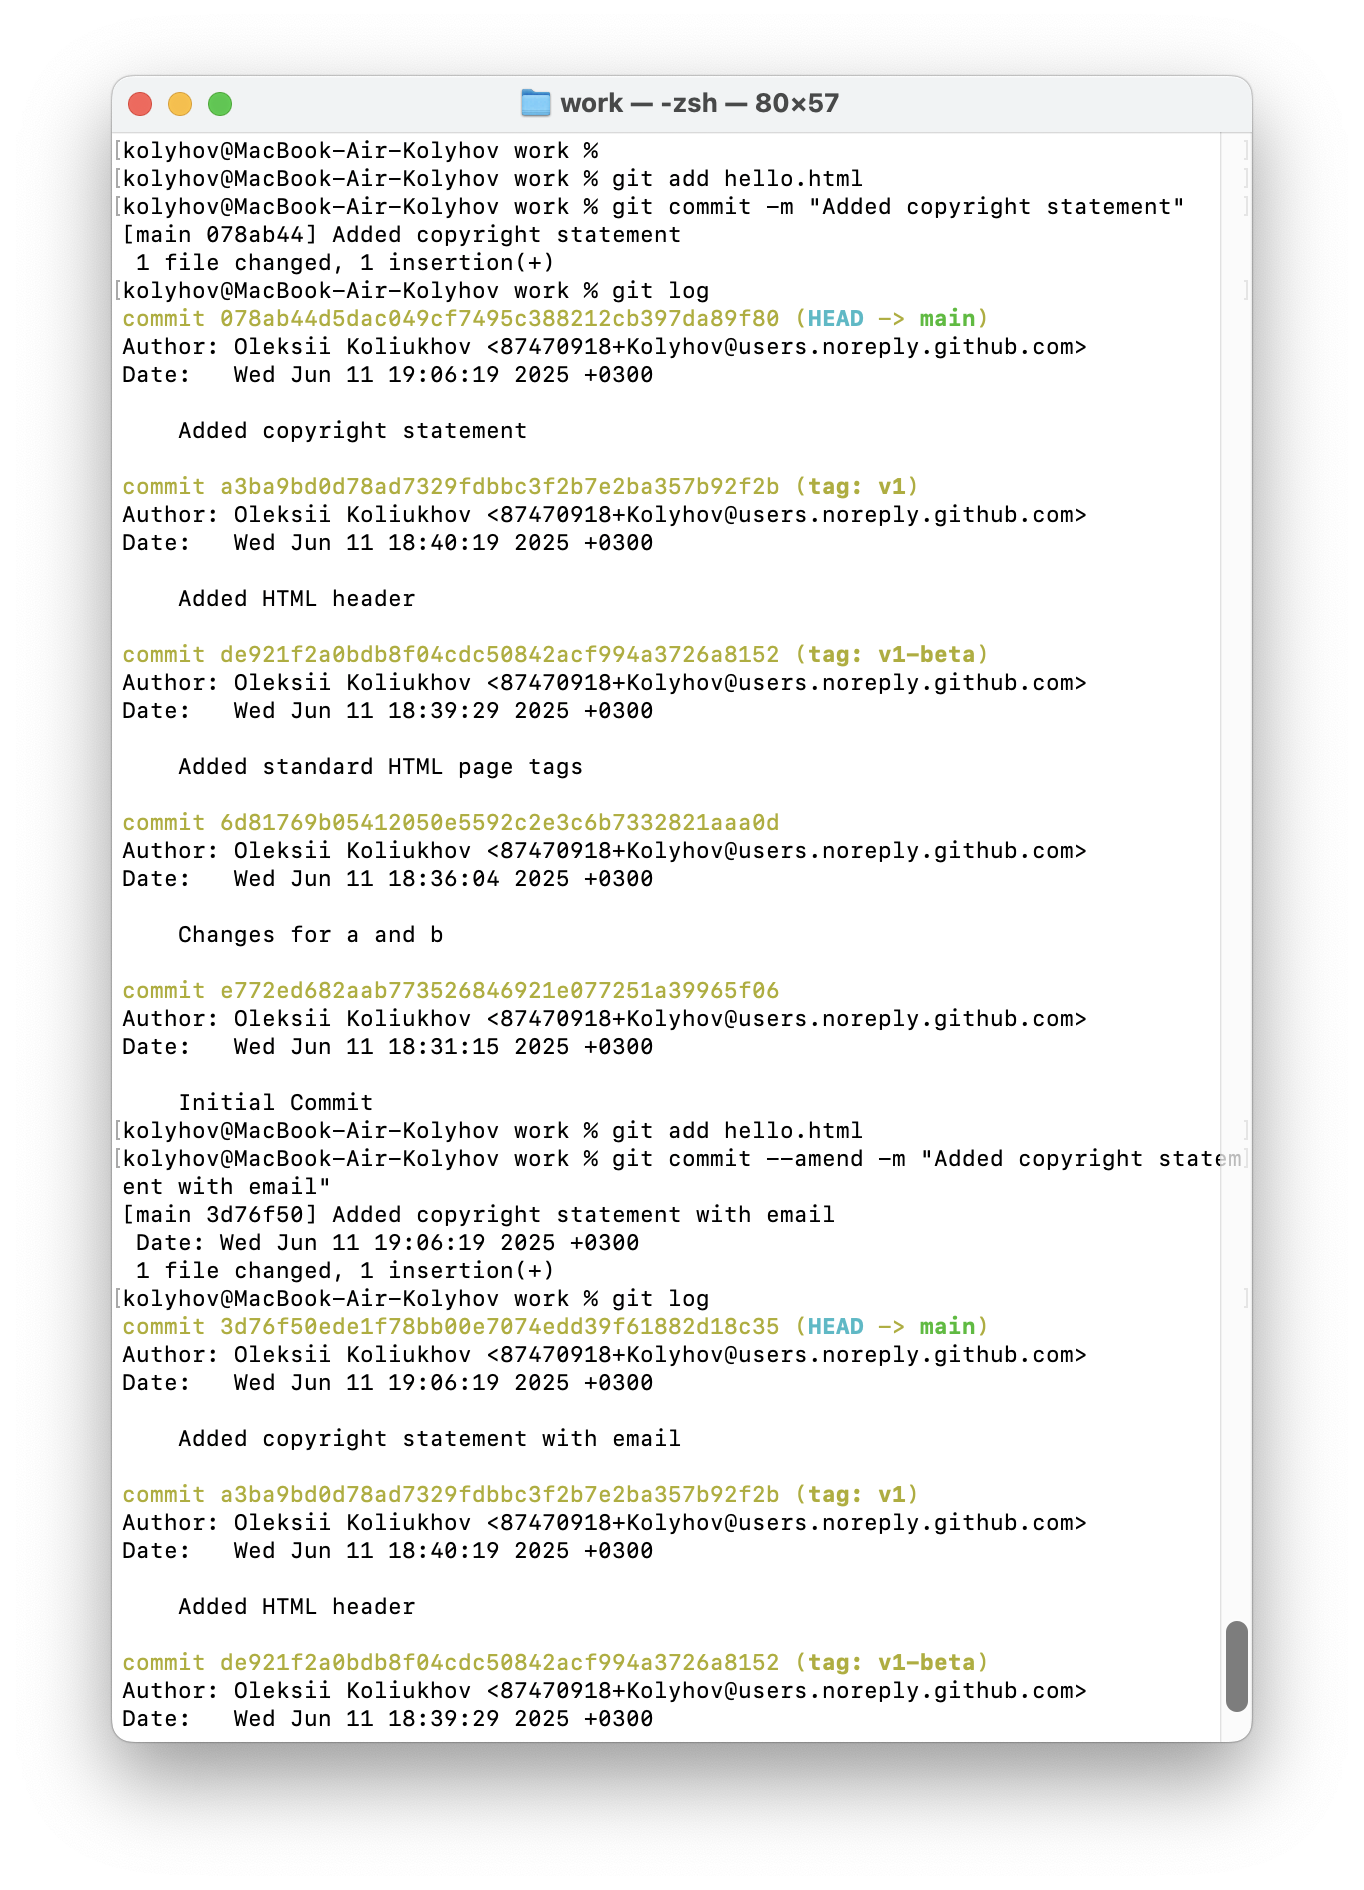 work — -zsh — 80×57
[kolyhov@MacBook-Air-Kolyhov work % ]
[kolyhov@MacBook-Air-Kolyhov work % git add hello.html ]
[kolyhov@MacBook-Air-Kolyhov work % git commit -m "Added copyright statement" ]
[main 078ab44] Added copyright statement
 1 file changed, 1 insertion(+)
[kolyhov@MacBook-Air-Kolyhov work % git log ]
commit 078ab44d5dac049cf7495c388212cb397da89f80 (HEAD -> main)
Author: Oleksii Koliukhov <87470918+Kolyhov@users.noreply.github.com>
Date:   Wed Jun 11 19:06:19 2025 +0300

    Added copyright statement

commit a3ba9bd0d78ad7329fdbbc3f2b7e2ba357b92f2b (tag: v1)
Author: Oleksii Koliukhov <87470918+Kolyhov@users.noreply.github.com>
Date:   Wed Jun 11 18:40:19 2025 +0300

    Added HTML header

commit de921f2a0bdb8f04cdc50842acf994a3726a8152 (tag: v1-beta)
Author: Oleksii Koliukhov <87470918+Kolyhov@users.noreply.github.com>
Date:   Wed Jun 11 18:39:29 2025 +0300

    Added standard HTML page tags

commit 6d81769b05412050e5592c2e3c6b7332821aaa0d
Author: Oleksii Koliukhov <87470918+Kolyhov@users.noreply.github.com>
Date:   Wed Jun 11 18:36:04 2025 +0300

    Changes for a and b

commit e772ed682aab773526846921e077251a39965f06
Author: Oleksii Koliukhov <87470918+Kolyhov@users.noreply.github.com>
Date:   Wed Jun 11 18:31:15 2025 +0300

    Initial Commit
[kolyhov@MacBook-Air-Kolyhov work % git add hello.html ]
[kolyhov@MacBook-Air-Kolyhov work % git commit --amend -m "Added copyright statem]
ent with email"
[main 3d76f50] Added copyright statement with email
 Date: Wed Jun 11 19:06:19 2025 +0300
 1 file changed, 1 insertion(+)
[kolyhov@MacBook-Air-Kolyhov work % git log ]
commit 3d76f50ede1f78bb00e7074edd39f61882d18c35 (HEAD -> main)
Author: Oleksii Koliukhov <87470918+Kolyhov@users.noreply.github.com>
Date:   Wed Jun 11 19:06:19 2025 +0300

    Added copyright statement with email

commit a3ba9bd0d78ad7329fdbbc3f2b7e2ba357b92f2b (tag: v1)
Author: Oleksii Koliukhov <87470918+Kolyhov@users.noreply.github.com>
Date:   Wed Jun 11 18:40:19 2025 +0300

    Added HTML header

commit de921f2a0bdb8f04cdc50842acf994a3726a8152 (tag: v1-beta)
Author: Oleksii Koliukhov <87470918+Kolyhov@users.noreply.github.com>
Date:   Wed Jun 11 18:39:29 2025 +0300